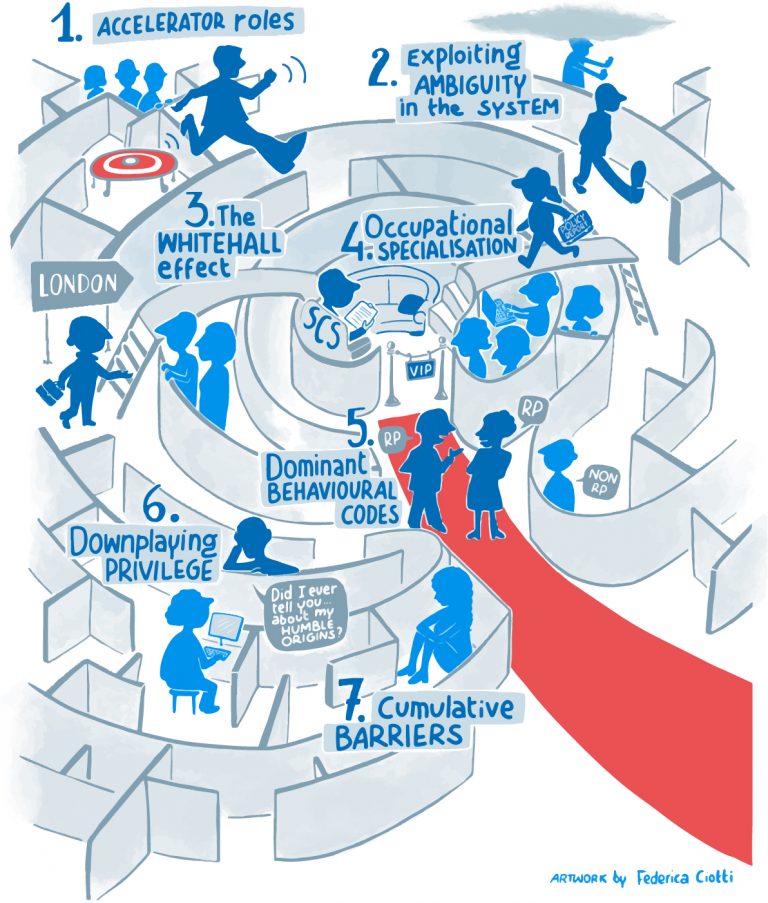 1. ACCELERATOR roles
2. Exploiting
AMBIGUITY
in the SYSTEM
3. The
WHITEHALL
effect
4. Occupational
SPECIALISATION
POLICY
REPORT
LONDON
SCS
VIP
5.
Dominant
BEHAVIOURAL
CODES
RP
RP
NON
RP
6.
Downplaying
PRIVILEGE
Did I ever
tell you...
about my
HUMBLE
ORIGINS?
7. Cumulative
BARRIERS
ARTWORK by Federica Ciotti